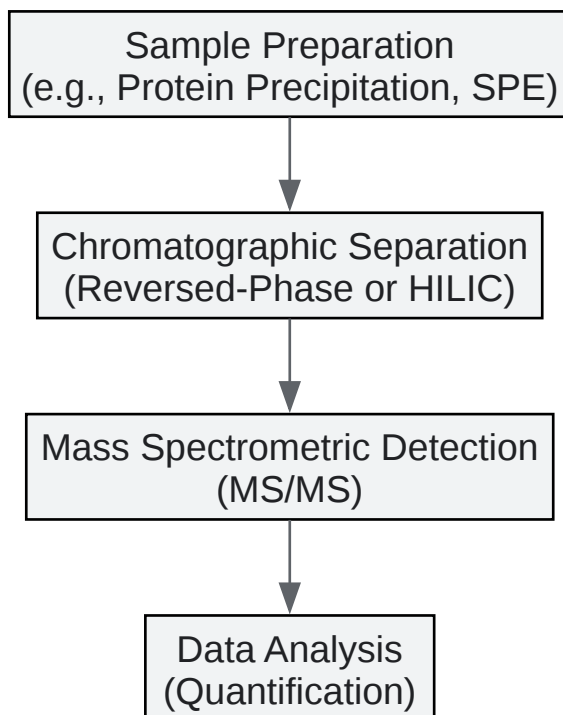 Sample Preparation
(e.g., Protein Precipitation, SPE)
Chromatographic Separation
(Reversed-Phase or HILIC)
Mass Spectrometric Detection
(MS/MS)
Data Analysis
(Quantification)